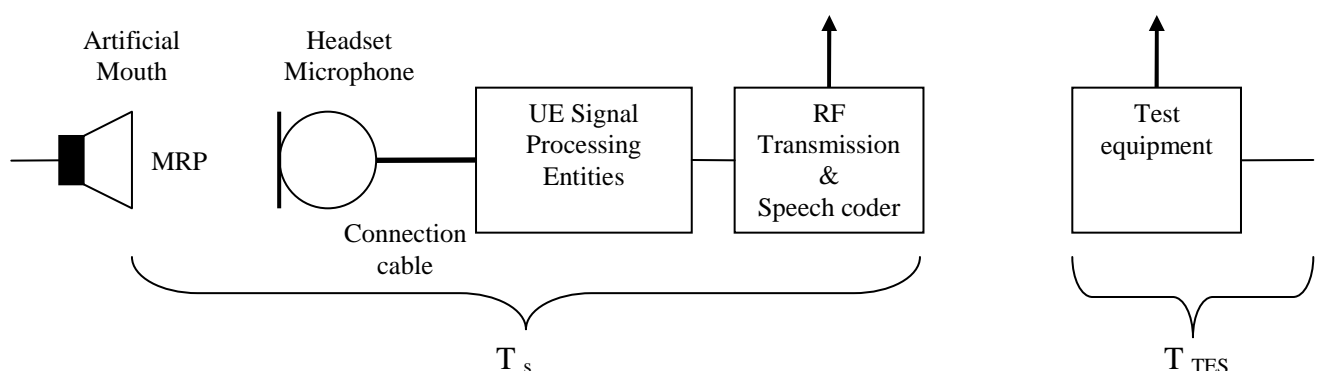 Artificial
Mouth
Headset
Microphone
MRP
Connection
cable
UE Signal
Processing
Entities
RF
Transmission
&
Speech coder
Test
equipment
T s
T TES